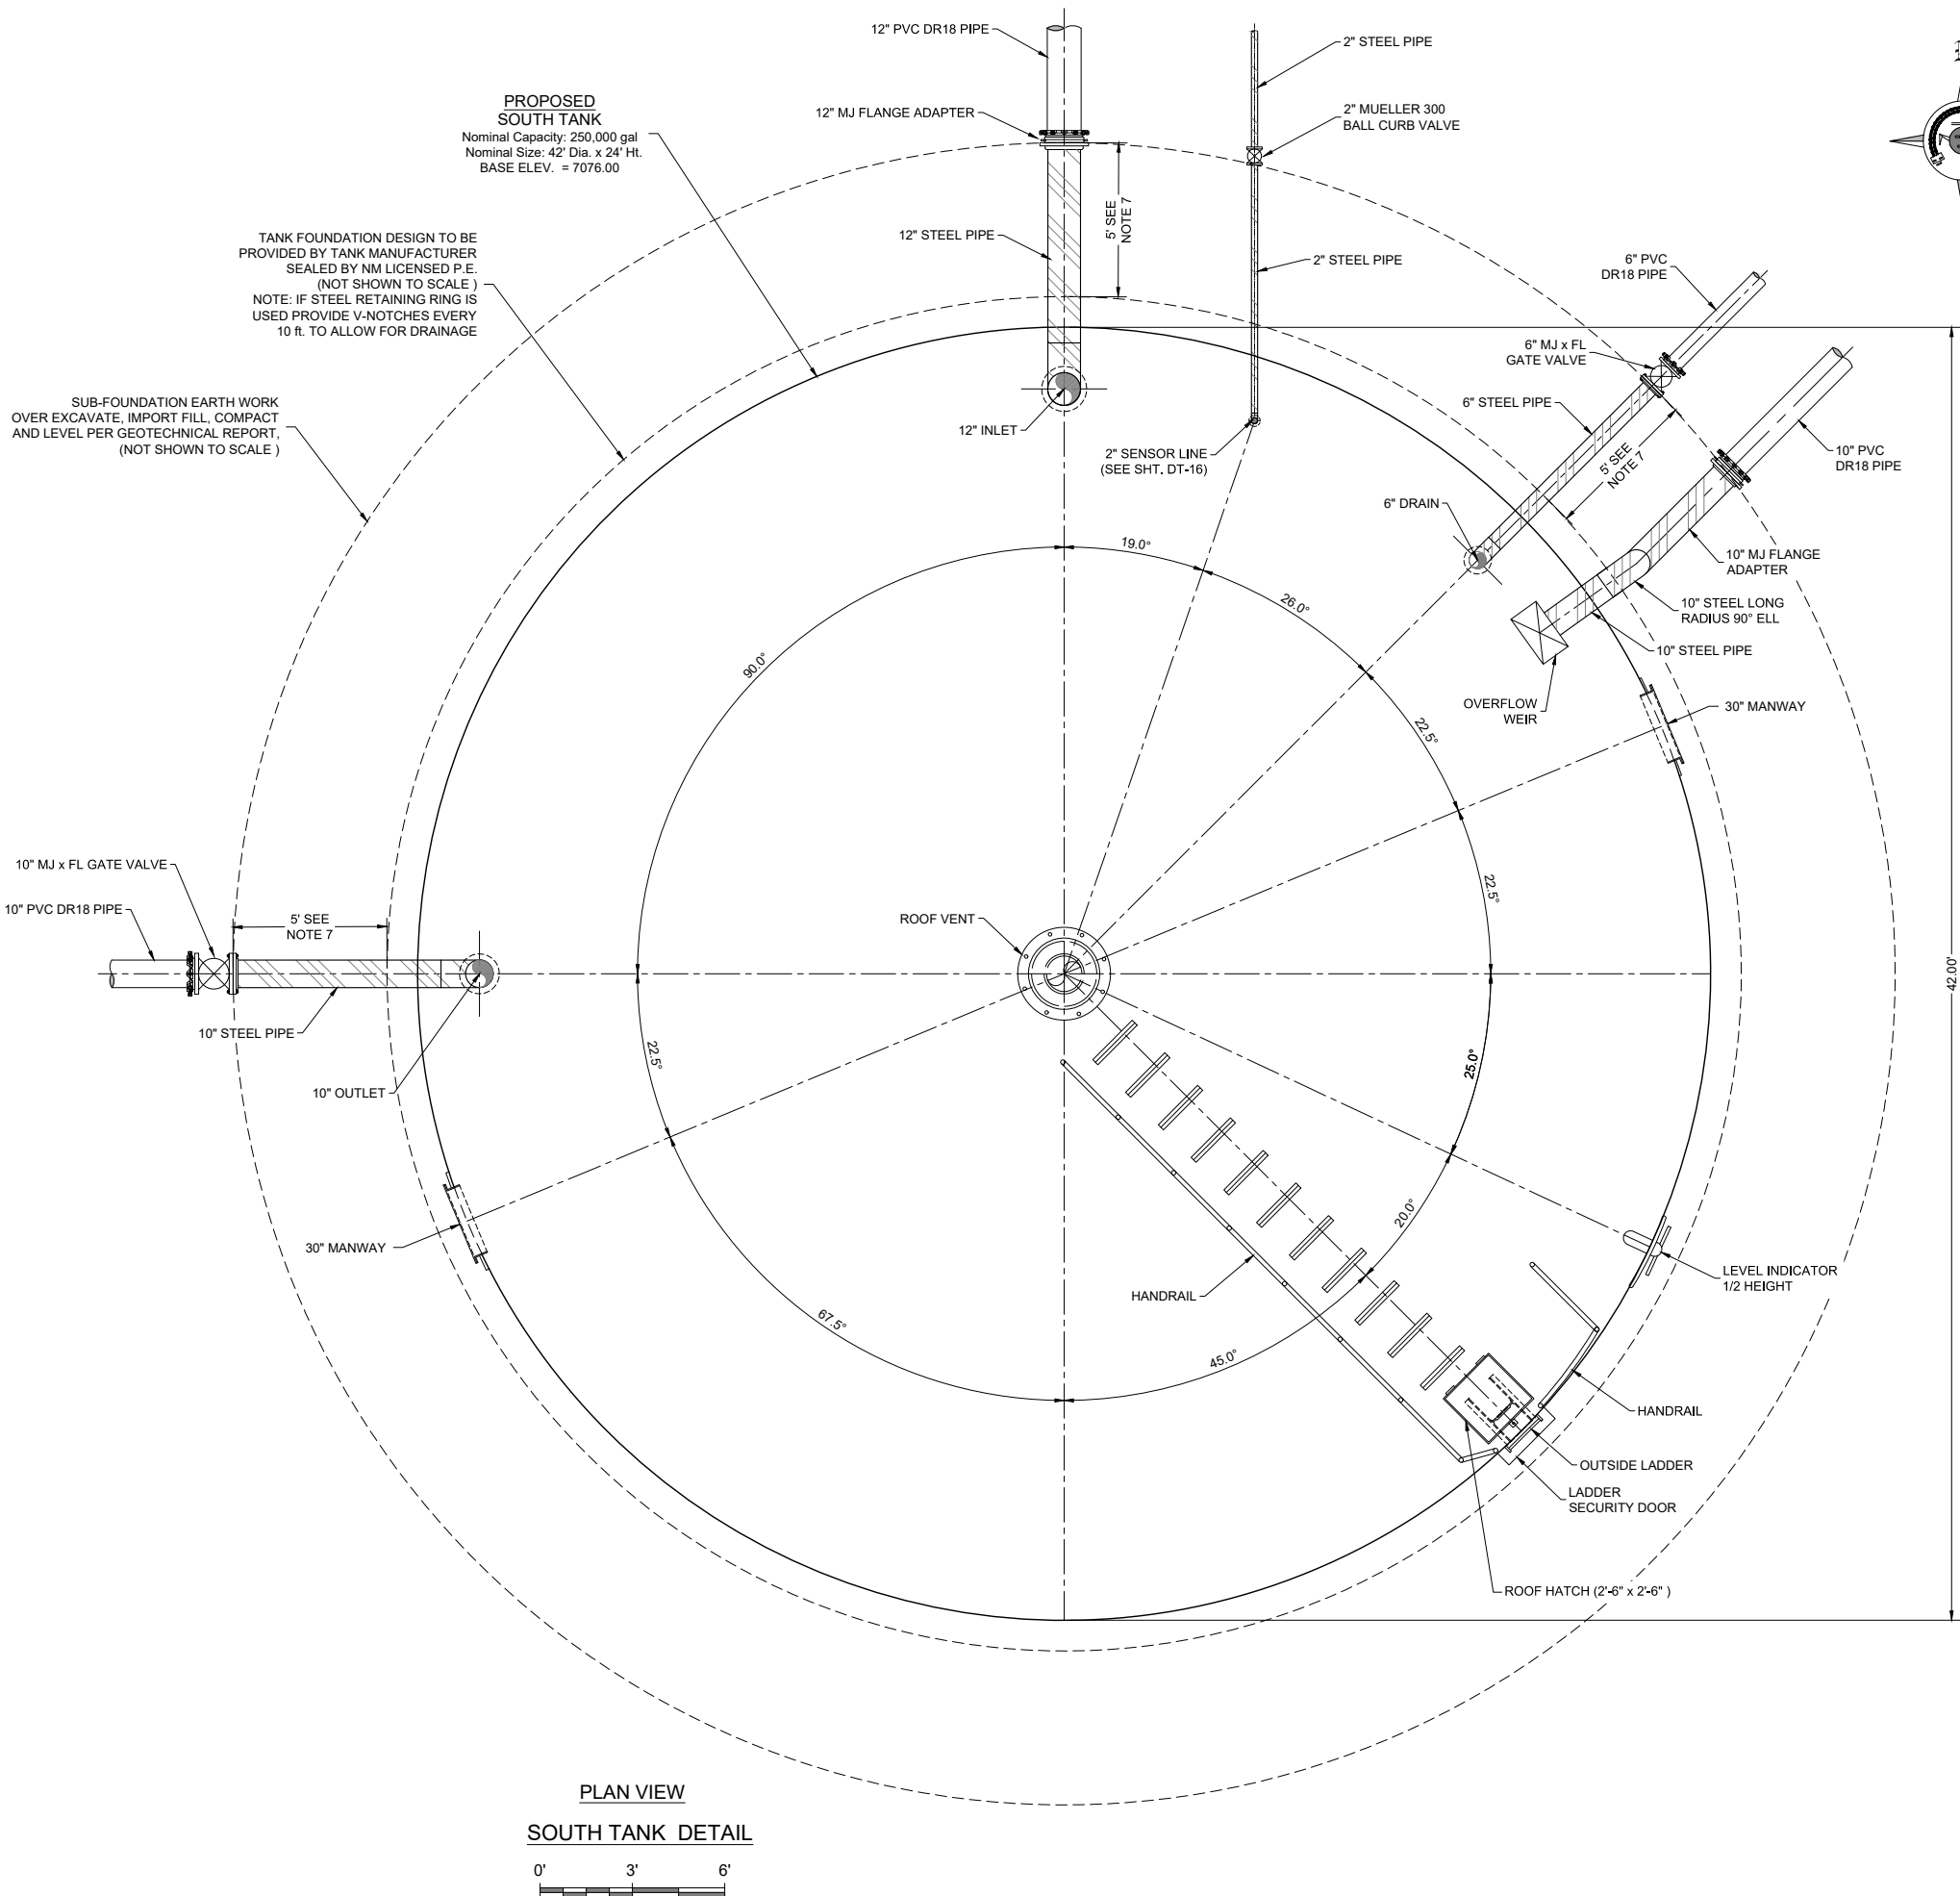 12" PVC DR18 PIPE
2" STEEL PIPE
PROPOSED
SOUTH TANK
Nominal Capacity: 250,000 gal
Nominal Size: 42' Dia. x 24' Ht.
BASE ELEV. = 7076.00
12" MJ FLANGE ADAPTER
2" MUELLER 300
BALL CURB VALVE
TANK FOUNDATION DESIGN TO BE
PROVIDED BY TANK MANUFACTURER
SEALED BY NM LICENSED P.E.
(NOT SHOWN TO SCALE )
NOTE: IF STEEL RETAINING RING IS
USED PROVIDE V-NOTCHES EVERY
10 ft. TO ALLOW FOR DRAINAGE
12" STEEL PIPE
5' SEE
NOTE 7
2" STEEL PIPE
6" PVC
DR18 PIPE
6" MJ x FL
GATE VALVE
SUB-FOUNDATION EARTH WORK
OVER EXCAVATE, IMPORT FILL, COMPACT
AND LEVEL PER GEOTECHNICAL REPORT,
(NOT SHOWN TO SCALE )
6" STEEL PIPE
12" INLET
2" SENSOR LINE
(SEE SHT. DT-16)
5' SEE
NOTE 7
10" PVC
DR18 PIPE
6" DRAIN
19.0°
26.0°
10" MJ FLANGE
ADAPTER
10" STEEL LONG
RADIUS 90° ELL
10" STEEL PIPE
90.0°
OVERFLOW
WEIR
22.5°
30" MANWAY
10" MJ x FL GATE VALVE
10" PVC DR18 PIPE
5' SEE
NOTE 7
ROOF VENT
22.5°
42.00'
10" STEEL PIPE
22.5°
25.0°
10" OUTLET
20.0°
30" MANWAY
HANDRAIL
LEVEL INDICATOR
1/2 HEIGHT
67.5°
45.0°
HANDRAIL
OUTSIDE LADDER
LADDER
SECURITY DOOR
ROOF HATCH (2'-6" x 2'-6" )
PLAN VIEW
SOUTH TANK DETAIL
0' 3' 6'